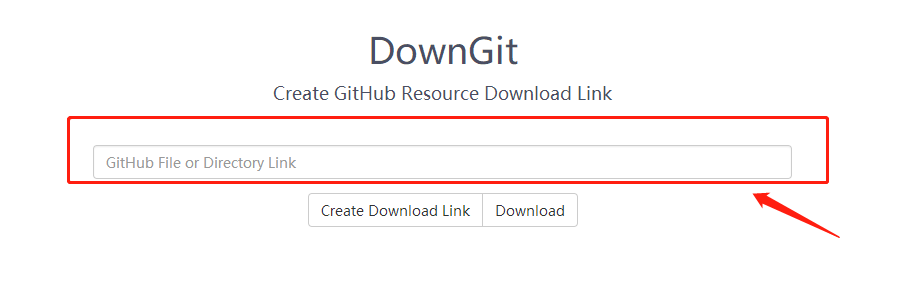 DownGit
Create GitHub Resource Download Link
GitHub File or Directory Link
Create Download Link Download